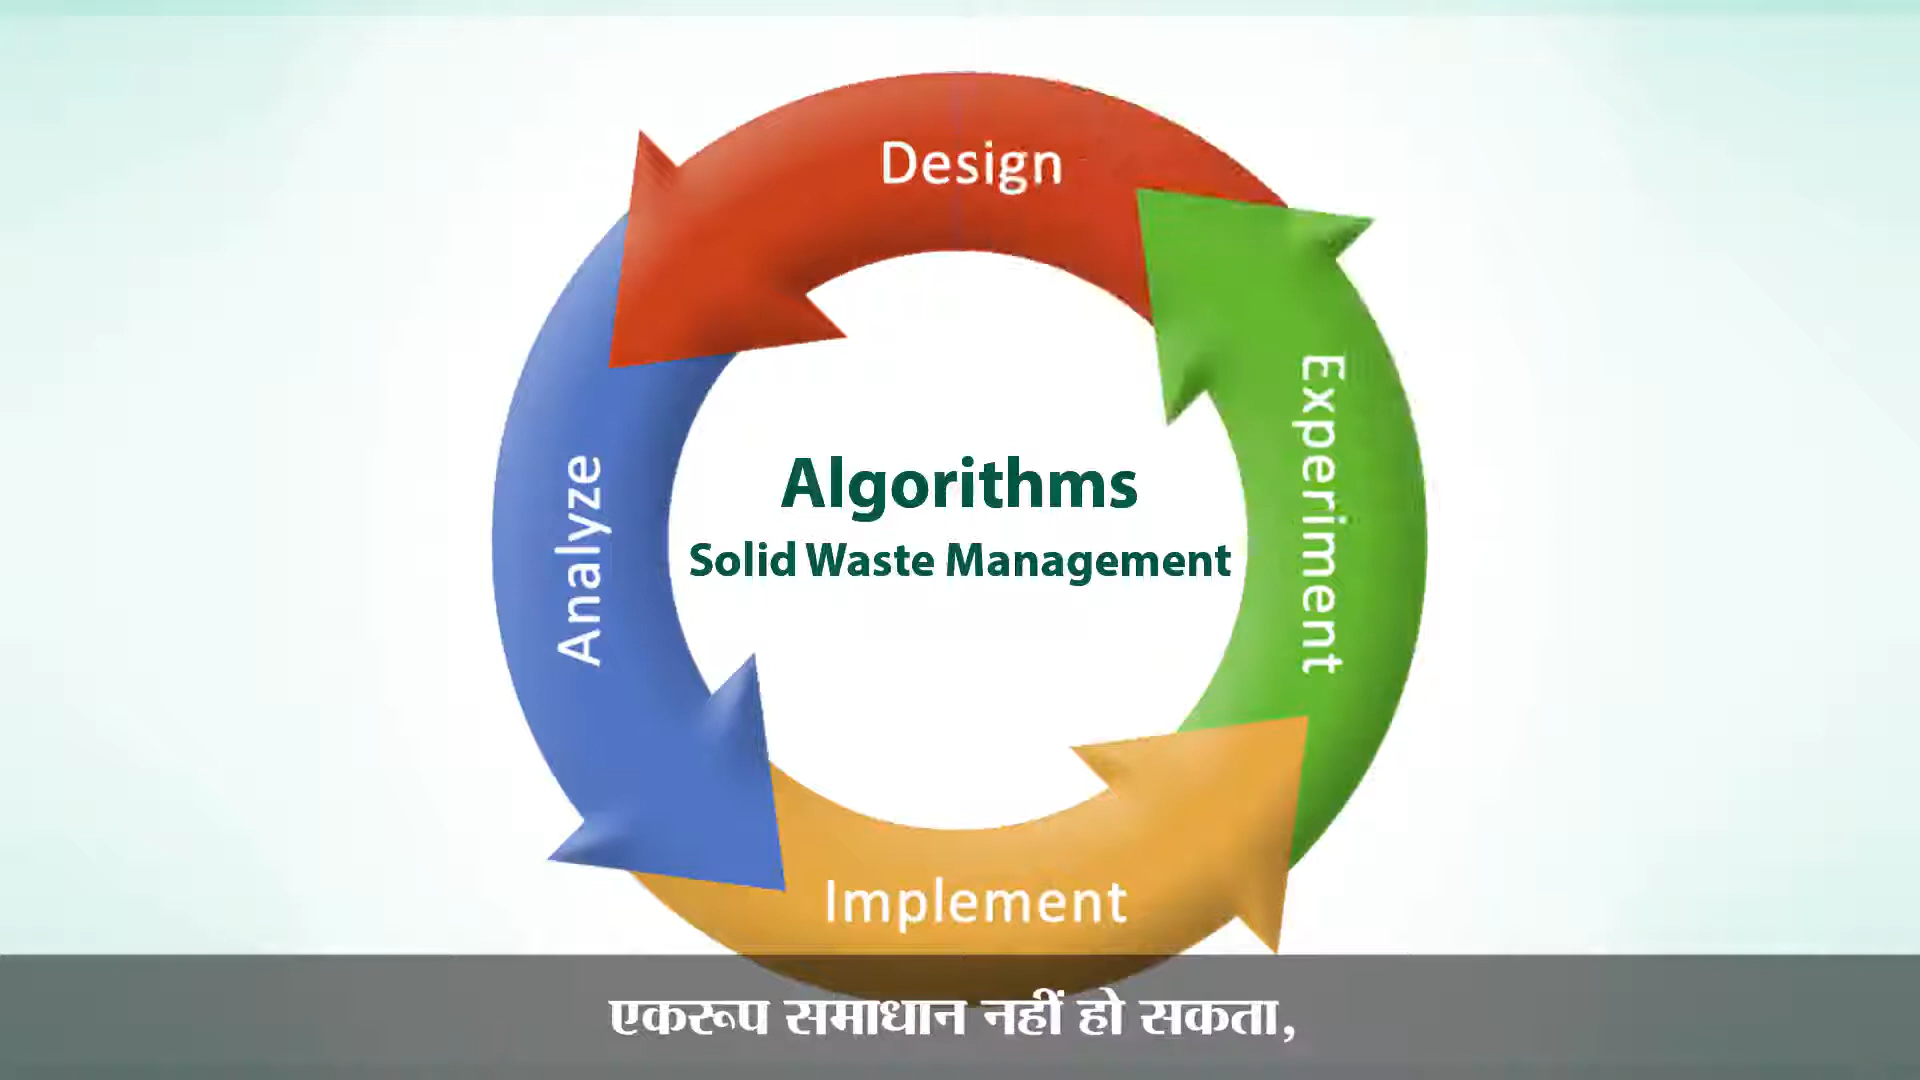 Design
Experiment
Algorithms
Solid Waste Management
Analyze
Implement
एकरूप समाधान नहीं हो सकता,